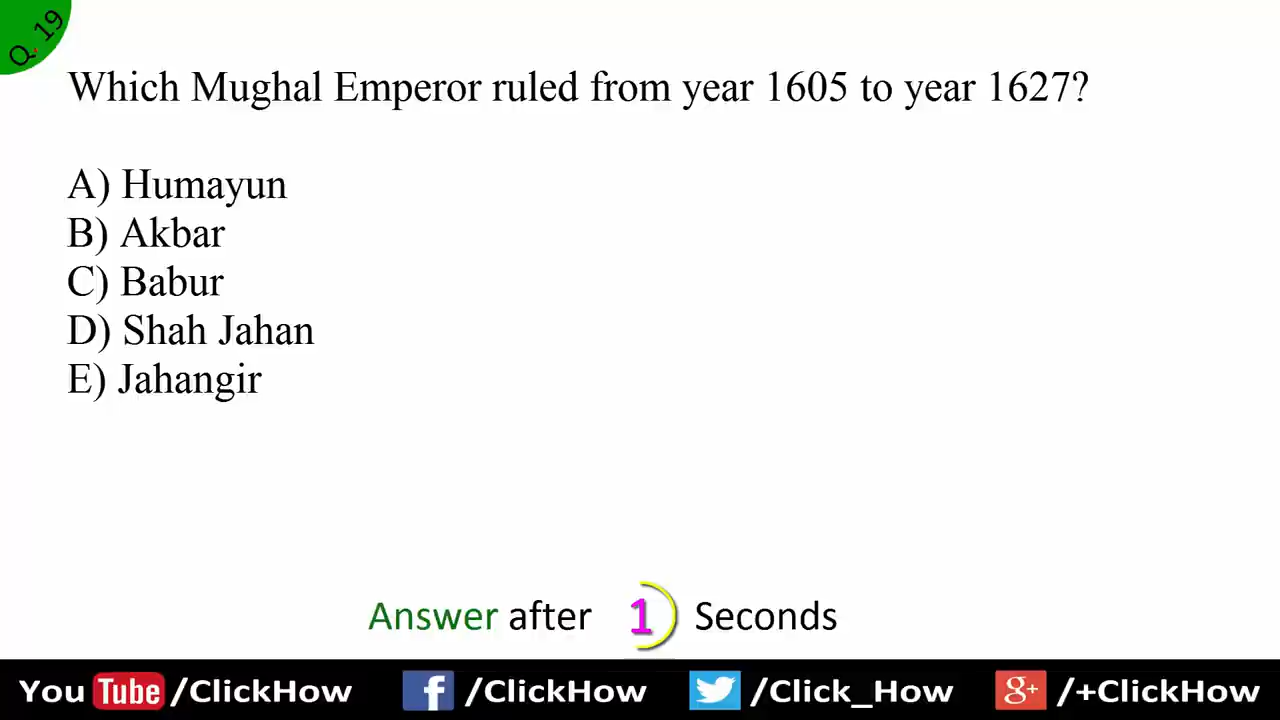 Q. 19
Which Mughal Emperor ruled from year 1605 to year 1627?
A) Humayun
B) Akbar
C) Babur
D) Shah Jahan
E) Jahangir
Answer after 1 Seconds
You Tube /ClickHow f /ClickHow /Click_How g+ /+ClickHow